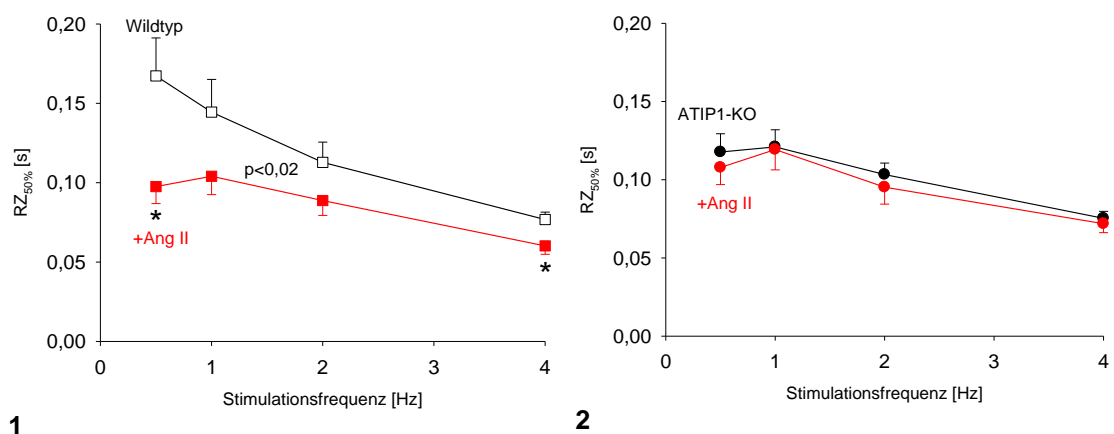 0,20
0,15
0,10
0,05
0,00
RZ50% [s]
Wildtyp
p<0,02
*
+Ang II
*
0
1
2
3
4
Stimulationsfrequenz [Hz]
1
0,20
0,15
0,10
0,05
0,00
RZ50% [s]
ATIP1-KO
+Ang II
0
1
2
3
4
Stimulationsfrequenz [Hz]
2